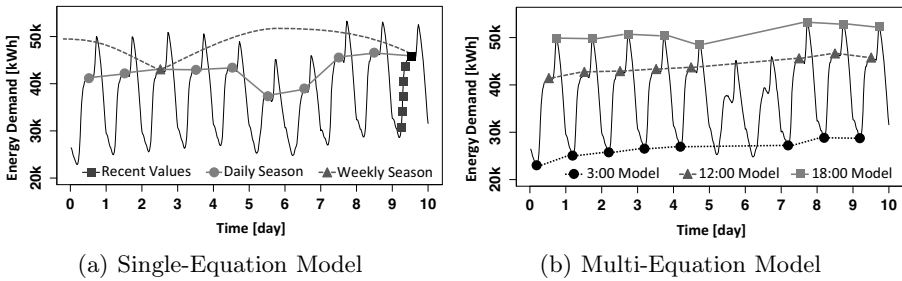 Energy Demand [kWh]
50k
40k
30k
20k
Recent Values Daily Season Weekly Season
0 1 2 3 4 5 6 7 8 9 10
Time [day]
(a) Single-Equation Model
Energy Demand [kWh]
50k
40k
30k
20k
3:00 Model 12:00 Model 18:00 Model
0 1 2 3 4 5 6 7 8 9 10
Time [day]
(b) Multi-Equation Model